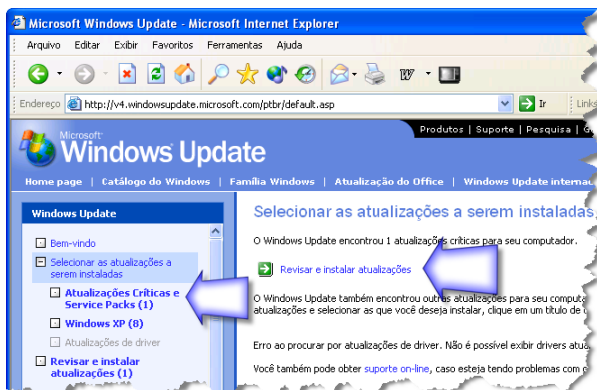 Microsoft Windows Update - Microsoft Internet Explorer
Arquivo Editar Exibir Favoritos Ferramentas Ajuda
Endereço http://v4.windowsupdate.microsoft.com/ptbr/default.asp Ir Links
Produtos | Suporte | Pesquisa |
Microsoft
Windows Update
Home page | Catálogo do Windows | Família Windows | Atualização do Office | Windows Update
Windows Update
Bem-vindo
Selecionar as atualizações a
serem instaladas
Atualizações Críticas e
Service Packs (1)
Windows XP (8)
Atualizações de driver
Revisar e instalar
atualizações (1)
Selecionar as atualizações a serem instaladas
O Windows Update encontrou 1 atualizações críticas para seu computador.
Revisar e instalar atualizações
O Windows Update também encontrou outras atualizações para seu
atualizações e selecionar as que você deseja instalar, clique em um título de
Erro ao procurar por atualizações de driver. Não é possível exibir drivers
Você também pode obter suporte on-line, caso esteja tendo problemas com